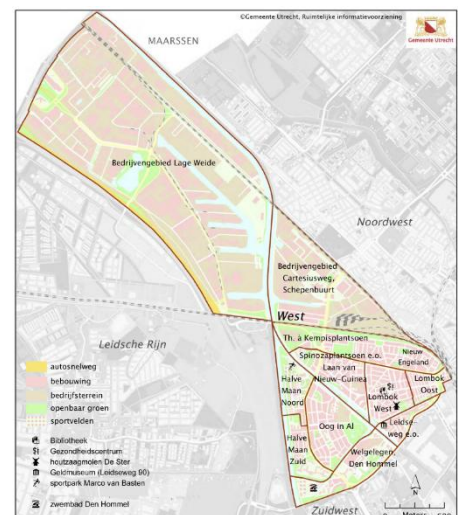 ©Gemeente Utrecht, Ruimtelijke informatievoorziening
Gemeente Utrecht
MAARSSEN
Bedrijvengebied Lage Weide
Noordwest
Bedrijvengebied
Cartesiusweg,
Schepenbuurt
West
Leidsche Rijn
Th. à Kempisplantsoen
Spinozaplantsoen e.o.
Nieuw
Engeland
Laan van
Nieuw-Guinea
Lombok
Oost
Halve
Maan
Noord
Lombok
West
Leidse-
weg e.o.
Oog in Al
Halve
Maan
Zuid
Welgelegen,
Den Hommel
Zuidwest
autosnelweg
bebouwing
bedrijfsterrein
openbaar groen
sportvelden
Bibliotheek
Gezondheidscentrum
houtzaagmolen De Ster
Geldmuseum (Leidseweg 90)
sportpark Marco van Basten
zwembad Den Hommel
N
0 Meters 500